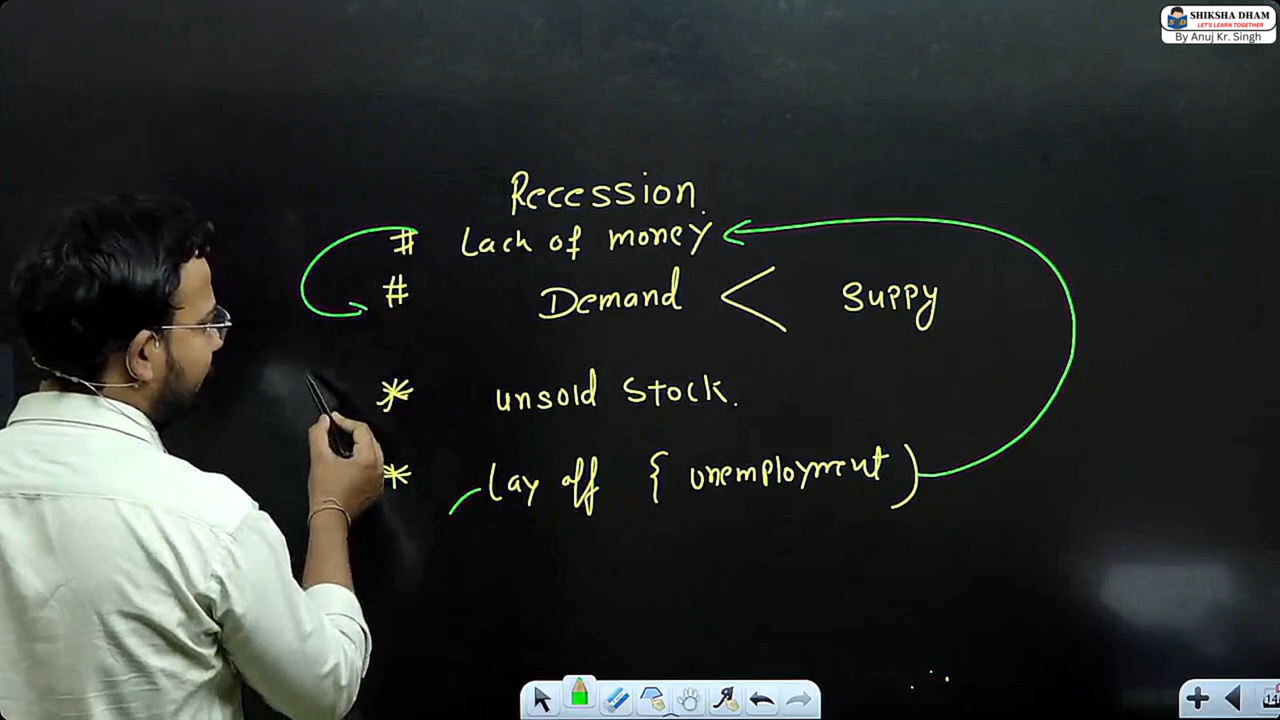 SHIKSHA DHAM
LET'S LEARN TOGETHER
By Anuj Kr. Singh
Recession.
# Lack of money
# Demand < Suppy
* unsold stock.
* Lay off { unemployment )